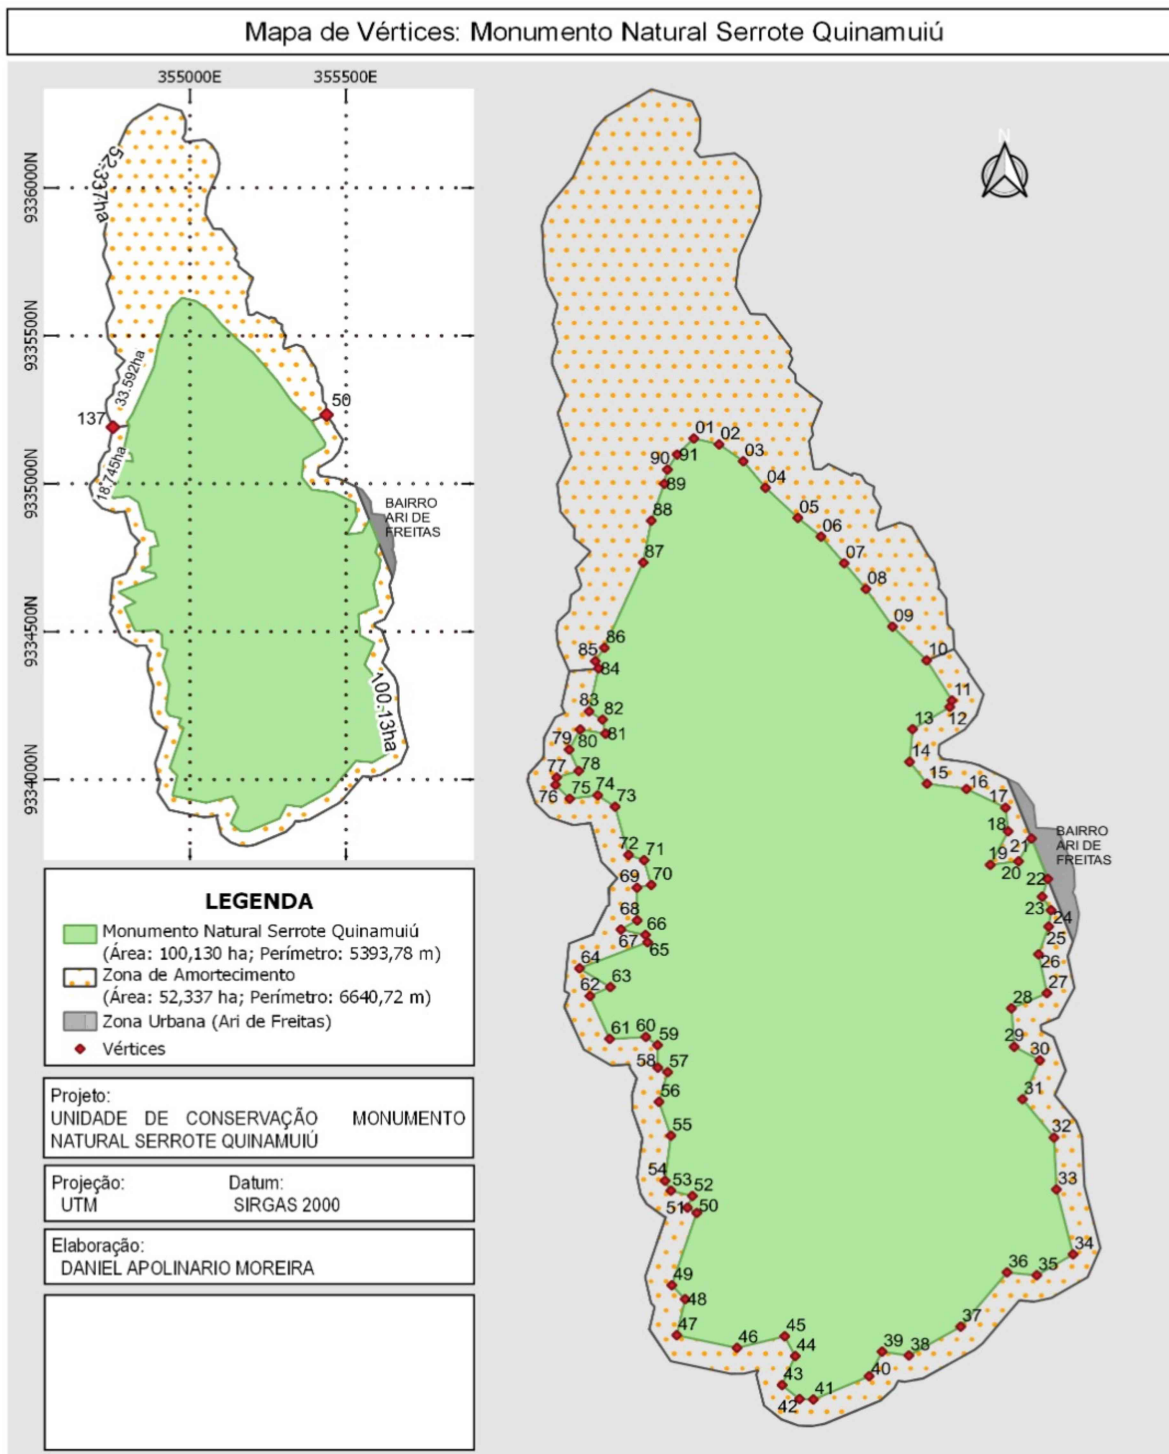 Mapa de Vértices: Monumento Natural Serrote Quinamuiú
355000E 355500E
9336000N
9335500N
9335000N
9334500N
9334000N
52.337ha
33.592ha
137
50
18.745ha
BAIRRO
ARI DE
FREITAS
100.13ha
LEGENDA
Monumento Natural Serrote Quinamuiú
(Área: 100,130 ha; Perímetro: 5393,78 m)
Zona de Amortecimento
(Área: 52,337 ha; Perímetro: 6640,72 m)
Zona Urbana (Ari de Freitas)
Vértices
Projeto:
UNIDADE DE CONSERVAÇÃO MONUMENTO
NATURAL SERROTE QUINAMUIÚ
Projeção: Datum:
UTM SIRGAS 2000
Elaboração:
DANIEL APOLINARIO MOREIRA
N
01
02
03
04
05
06
07
08
09
10
11
12
13
14
15
16
17
18
19
20
21
BAIRRO
ARI DE
FREITAS
22
23
24
25
26
27
28
29
30
31
32
33
34
35
36
37
38
39
40
41
42
43
44
45
46
47
48
49
50
51
52
53
54
55
56
57
58
59
60
61
62
63
64
65
66
67
68
69
70
71
72
73
74
75
76
77
78
79
80
81
82
83
84
85
86
87
88
89
90
91